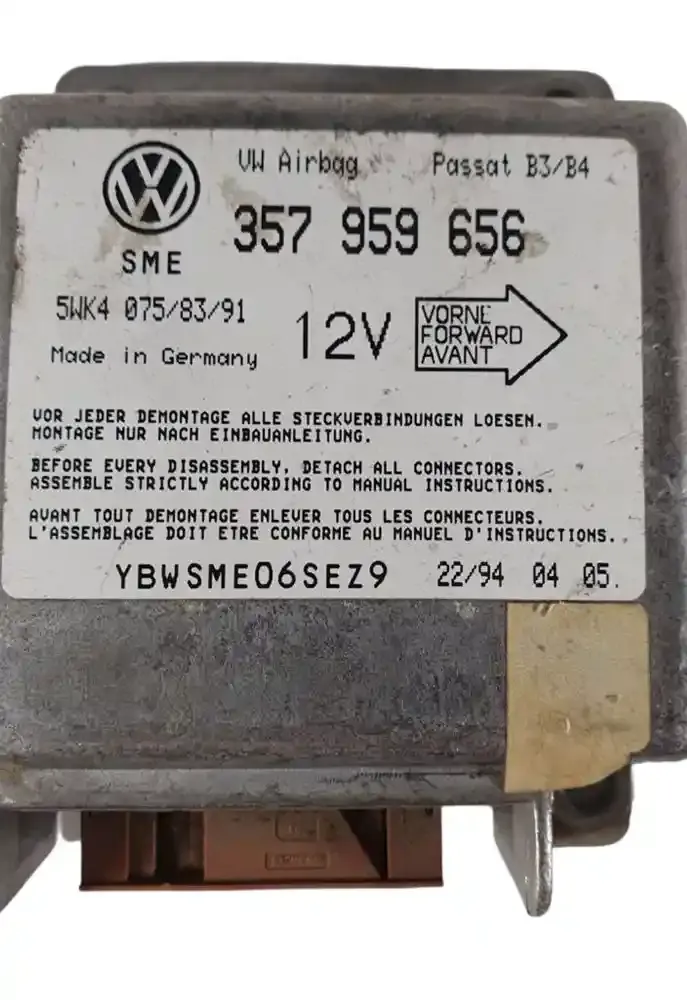 VW Airbag Passat B3/B4
357 959 656
SME
5WK4 075/83/91
Made in Germany
12V
VORNE
FORWARD
AVANT
VOR JEDER DEMONTAGE ALLE STECKVERBINDUNGEN LOESEN.
MONTAGE NUR NACH EINBAUANLEITUNG.
BEFORE EVERY DISASSEMBLY, DETACH ALL CONNECTORS.
ASSEMBLE STRICTLY ACCORDING TO MANUAL INSTRUCTIONS.
AVANT TOUT DEMONTAGE ENLEVER TOUS LES CONNECTEURS.
L'ASSEMBLAGE DOIT ETRE CONFORME AU MANUEL D'INSTRUCTIONS.
YBWSME06SEZ9 22/94 04 05.